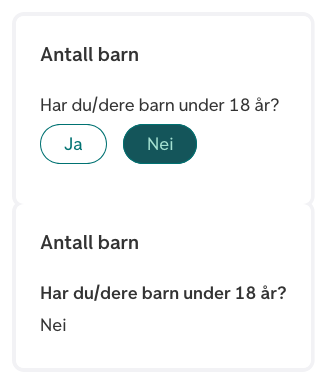 Antall barn
Har du/dere barn under 18 år?
Ja Nei
Antall barn
Har du/dere barn under 18 år?
Nei